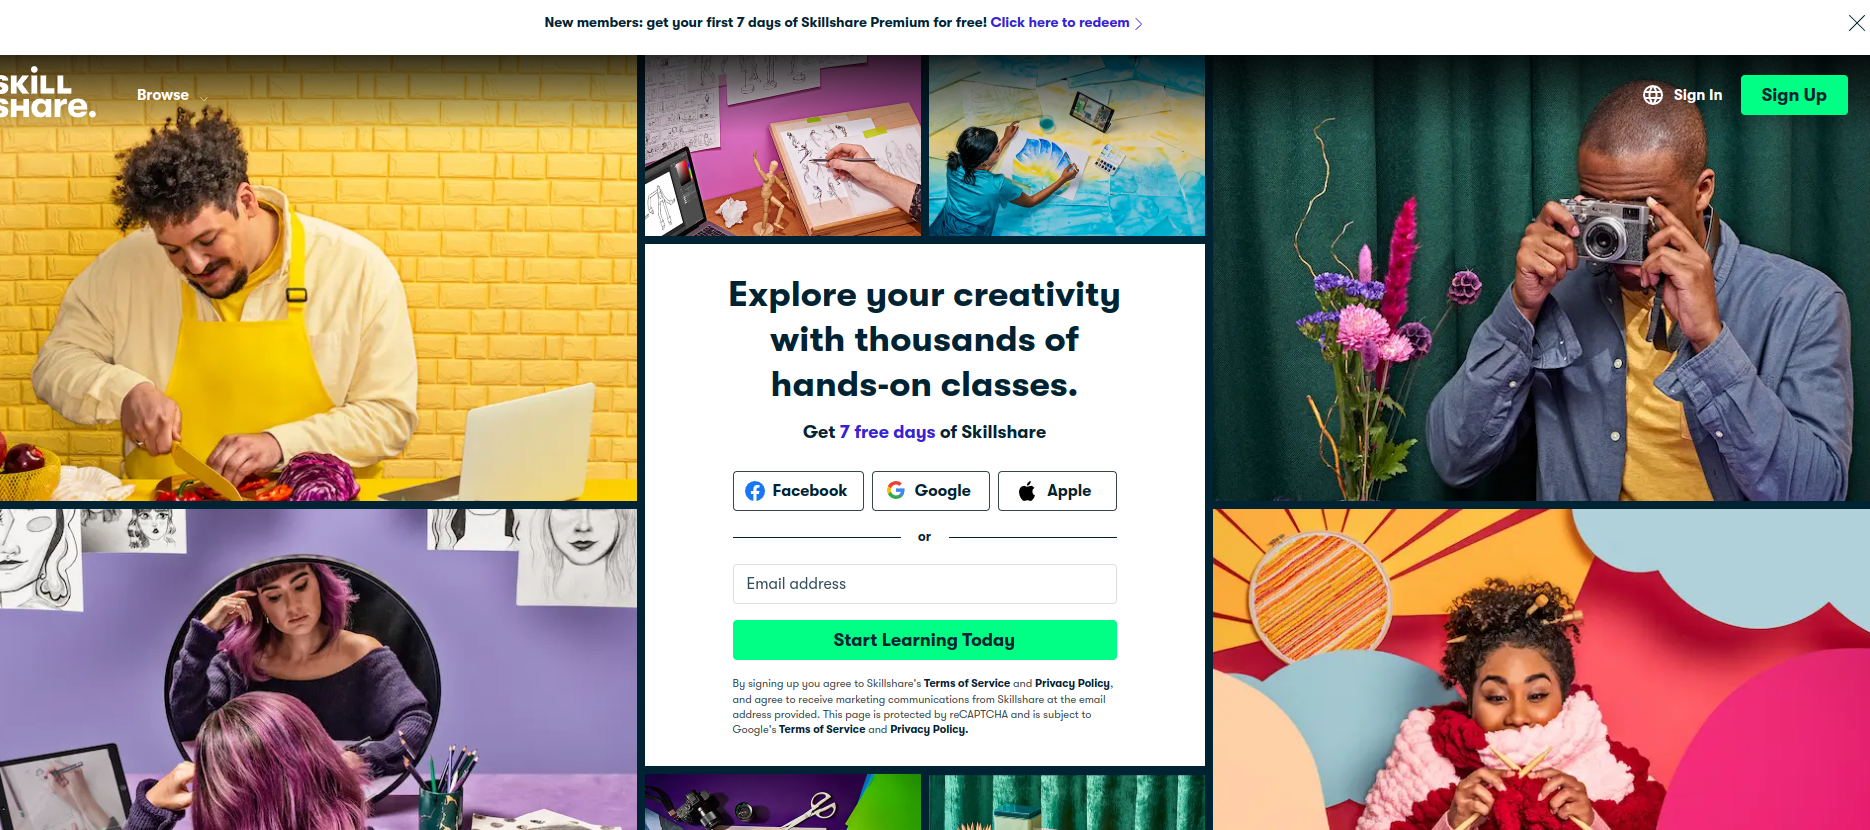 New members: get your first 7 days of Skillshare Premium for free! Click here to redeem
SKiLL
share.
Browse
Sign In
Sign Up
Explore your creativity
with thousands of
hands-on classes.
Get 7 free days of Skillshare
Facebook
Google
Apple
or
Email address
Start Learning Today
By signing up you agree to Skillshare's Terms of Service and Privacy Policy,
and agree to receive marketing communications from Skillshare at the email
address provided. This page is protected by reCAPTCHA and is subject to
Google's Terms of Service and Privacy Policy.